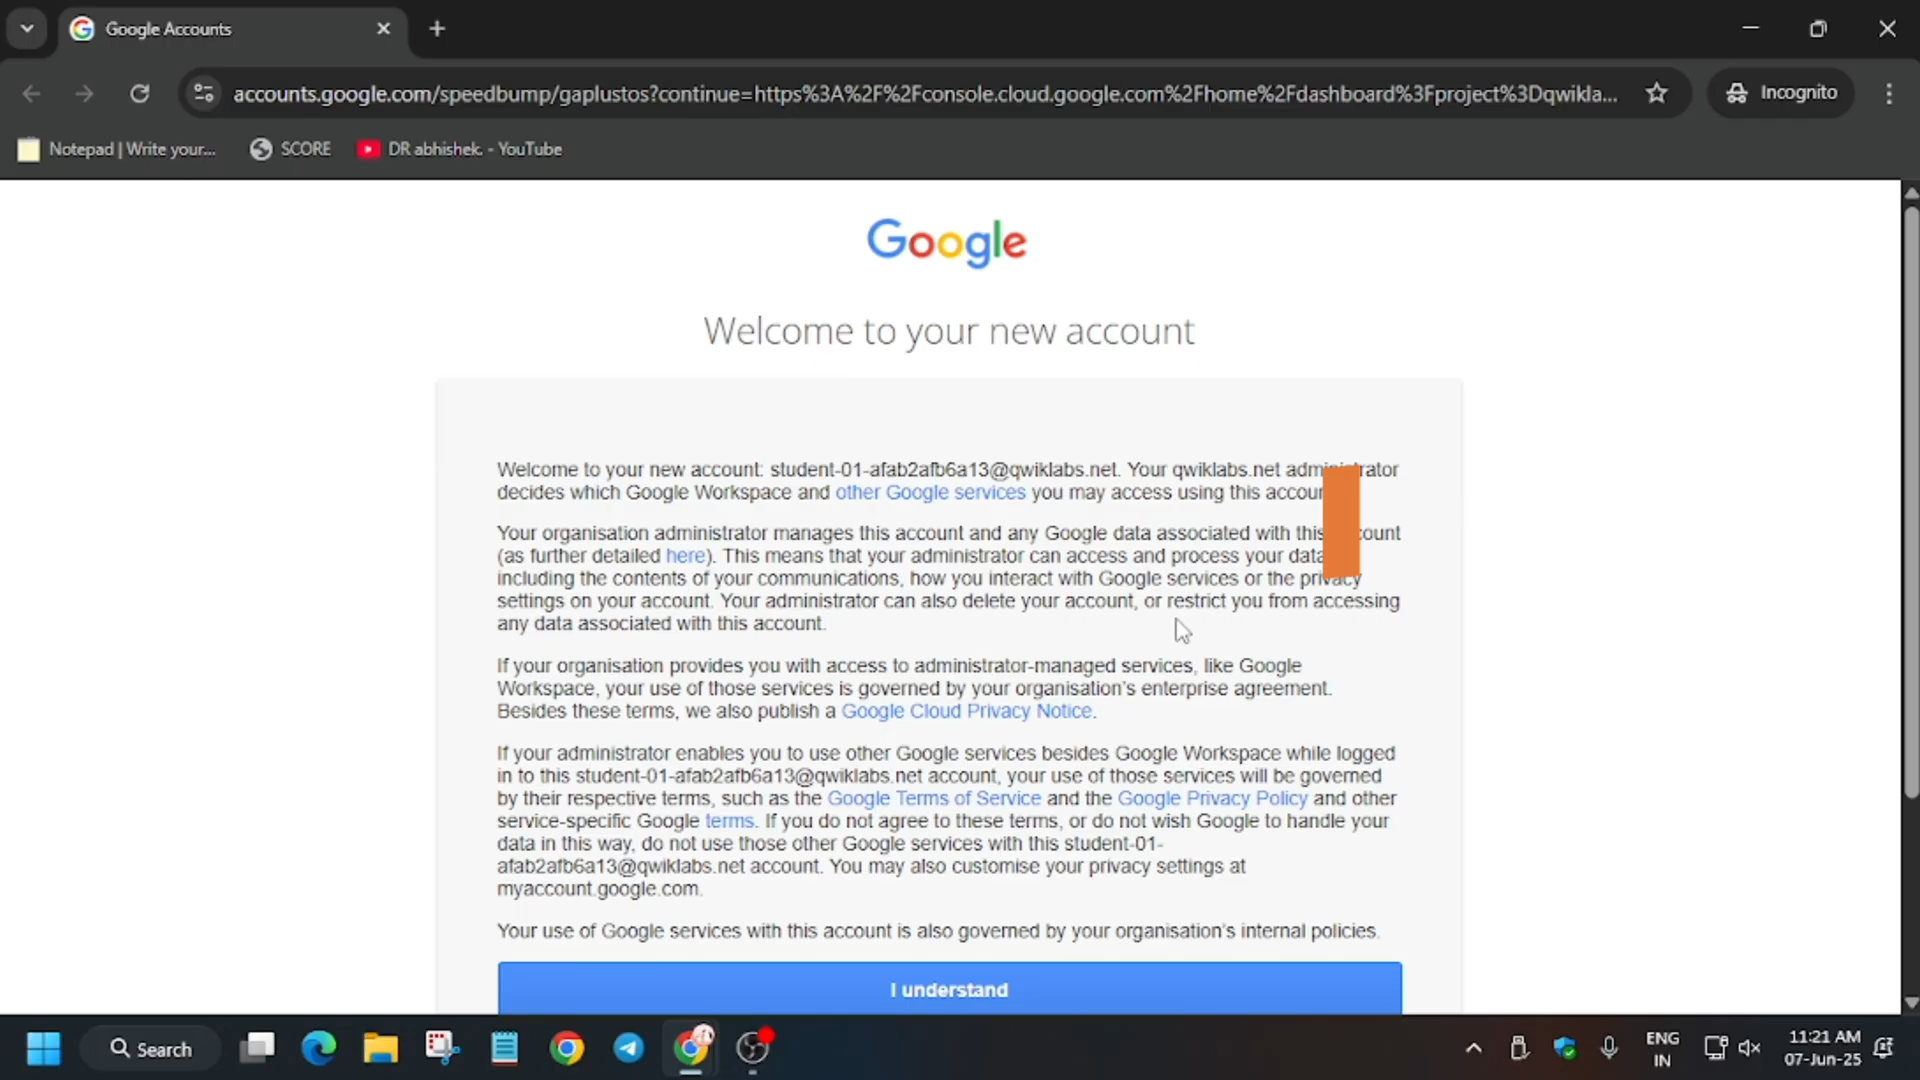 Google Accounts
accounts.google.com/speedbump/gaplustos?continue=https%3A%2F%2Fconsole.cloud.google.com%2Fhome%2Fdashboard%3Fproject%3Dqwikla...
Incognito
Notepad | Write your...
SCORE
DR abhishek. - YouTube
Google
Welcome to your new account
Welcome to your new account: student-01-afab2afb6a13@qwiklabs.net. Your qwiklabs.net administrator
decides which Google Workspace and other Google services you may access using this
Your organisation administrator manages this account and any Google data associated with this
(as further detailed here). This means that your administrator can access and process your data
including the contents of your communications, how you interact with Google services or the privacy
settings on your account. Your administrator can also delete your account, or restrict you from accessing
any data associated with this account.
If your organisation provides you with access to administrator-managed services, like Google
Workspace, your use of those services is governed by your organisation's enterprise agreement.
Besides these terms, we also publish a Google Cloud Privacy Notice.
If your administrator enables you to use other Google services besides Google Workspace while logged
in to this student-01-afab2afb6a13@qwiklabs.net account, your use of those services will be governed
by their respective terms, such as the Google Terms of Service and the Google Privacy Policy and other
service-specific Google terms. If you do not agree to these terms, or do not wish Google to handle your
data in this way, do not use those other Google services with this student-01-
afab2afb6a13@qwiklabs.net account. You may also customise your privacy settings at
myaccount.google.com.
Your use of Google services with this account is also governed by your organisation's internal policies.
I understand
Search
ENG
IN
11:21 AM
07-Jun-25